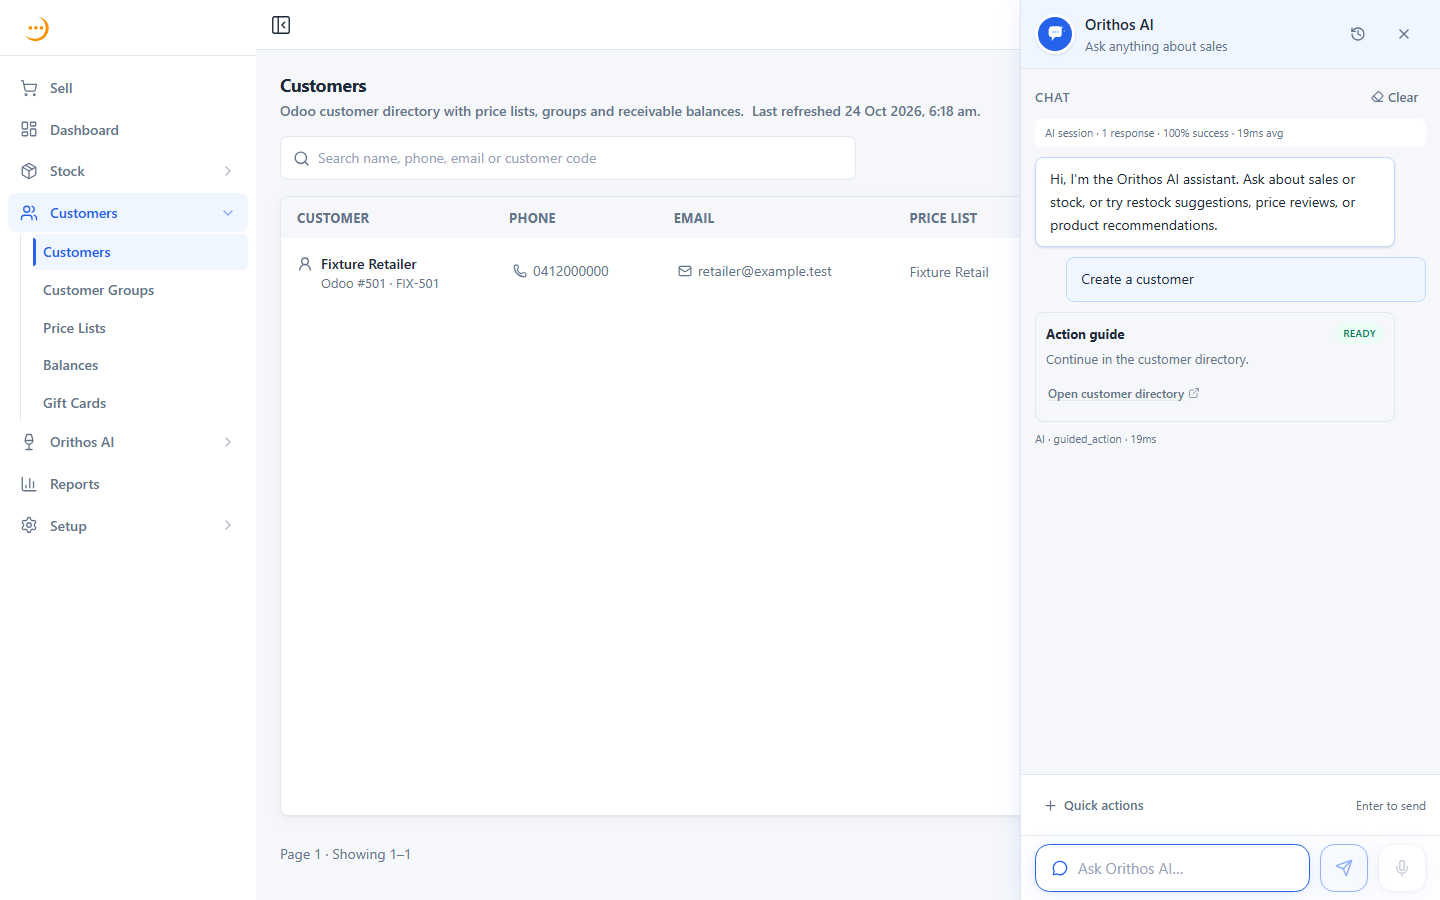 Sell
Dashboard
Stock
Customers
Customers
Customer Groups
Price Lists
Balances
Gift Cards
Orithos AI
Reports
Setup
Customers
Odoo customer directory with price lists, groups and receivable balances. Last refreshed 24 Oct 2026, 6:18 am.
Search name, phone, email or customer code
CUSTOMER PHONE EMAIL PRICE LIST
Fixture Retailer
Odoo #501 · FIX-501
0412000000
retailer@example.test
Fixture Retail
Page 1 · Showing 1–1
Orithos AI
Ask anything about sales
CHAT
Clear
AI session · 1 response · 100% success · 19ms avg
Hi, I'm the Orithos AI assistant. Ask about sales or
stock, or try restock suggestions, price reviews, or
product recommendations.
Create a customer
Action guide
READY
Continue in the customer directory.
Open customer directory
AI · guided_action · 19ms
Quick actions
Enter to send
Ask Orithos AI...